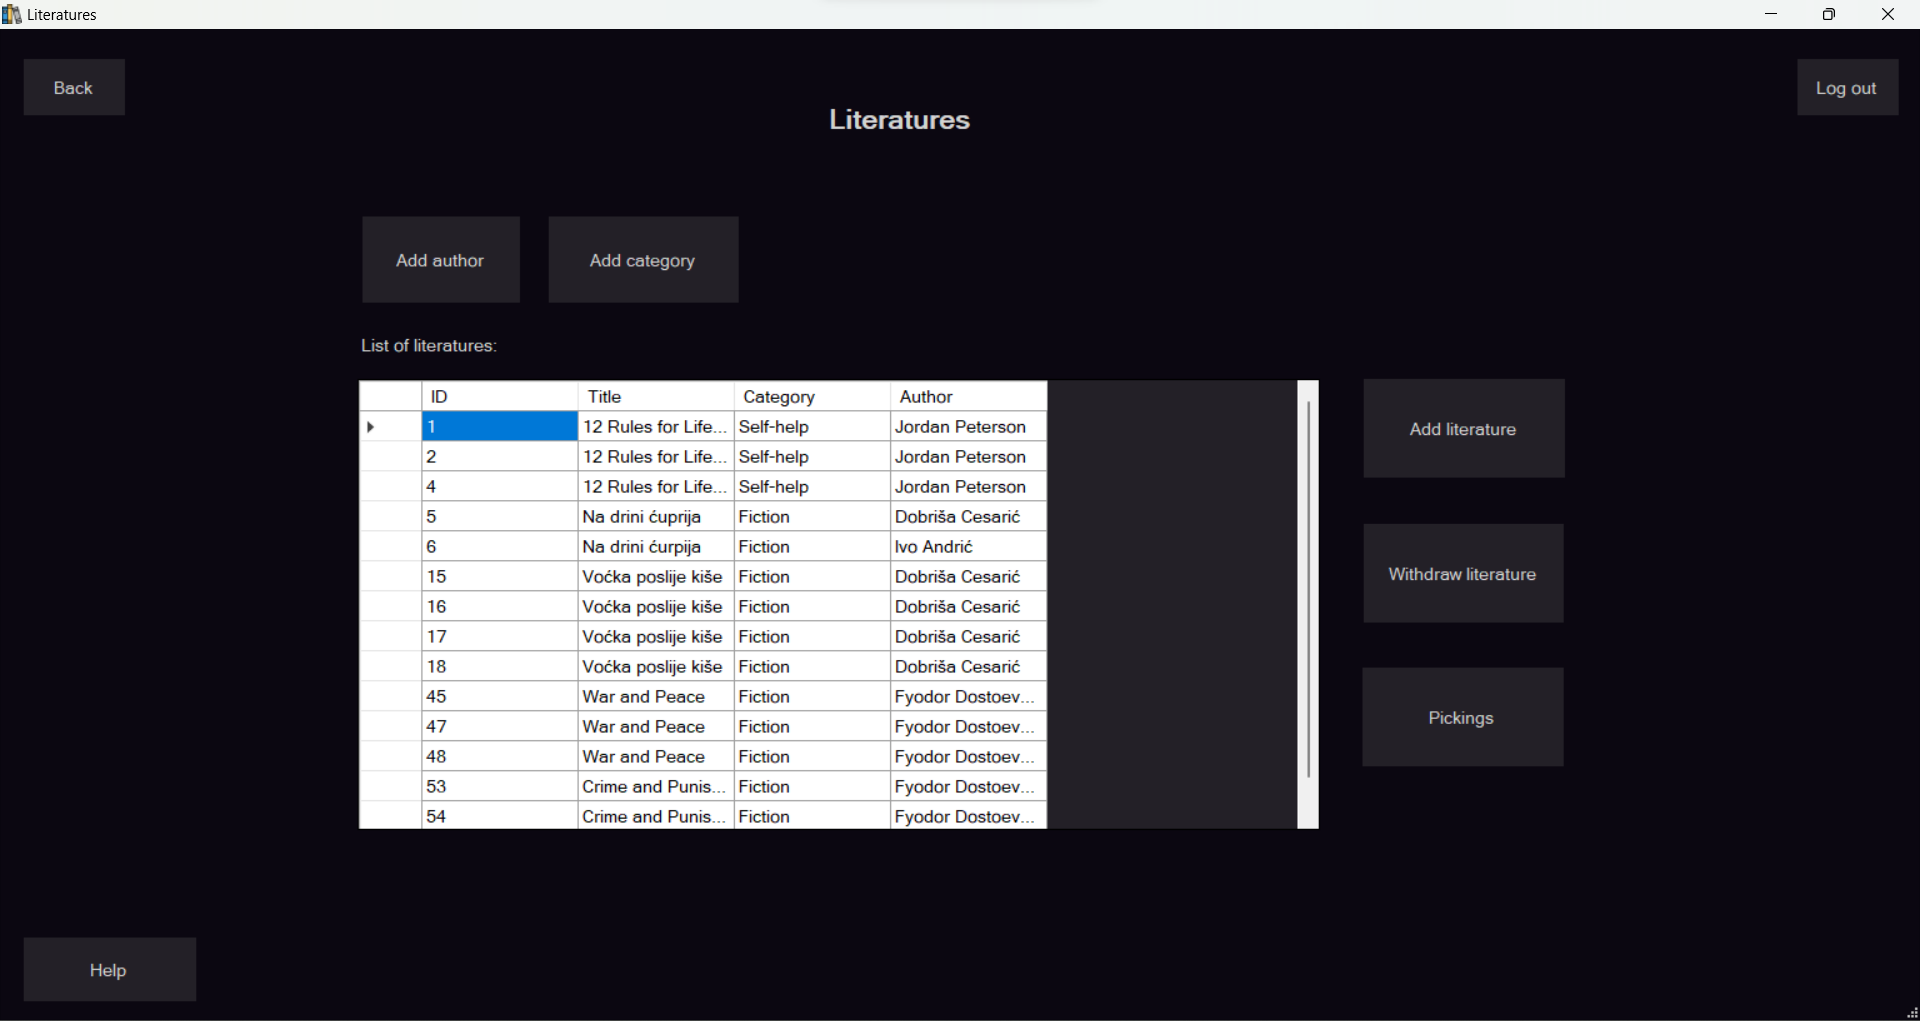 Literatures
Back
Log out
Literatures
Add author
Add category
List of literatures:
ID Title Category Author
1 12 Rules for Life... Self-help Jordan Peterson
2 12 Rules for Life... Self-help Jordan Peterson
4 12 Rules for Life... Self-help Jordan Peterson
5 Na drini ćuprija Fiction Dobriša Cesarić
6 Na drini ćurpija Fiction Ivo Andrić
15 Voćka poslije kiše Fiction Dobriša Cesarić
16 Voćka poslije kiše Fiction Dobriša Cesarić
17 Voćka poslije kiše Fiction Dobriša Cesarić
18 Voćka poslije kiše Fiction Dobriša Cesarić
45 War and Peace Fiction Fyodor Dostoev...
47 War and Peace Fiction Fyodor Dostoev...
48 War and Peace Fiction Fyodor Dostoev...
53 Crime and Punis... Fiction Fyodor Dostoev...
54 Crime and Punis... Fiction Fyodor Dostoev...
Add literature
Withdraw literature
Pickings
Help